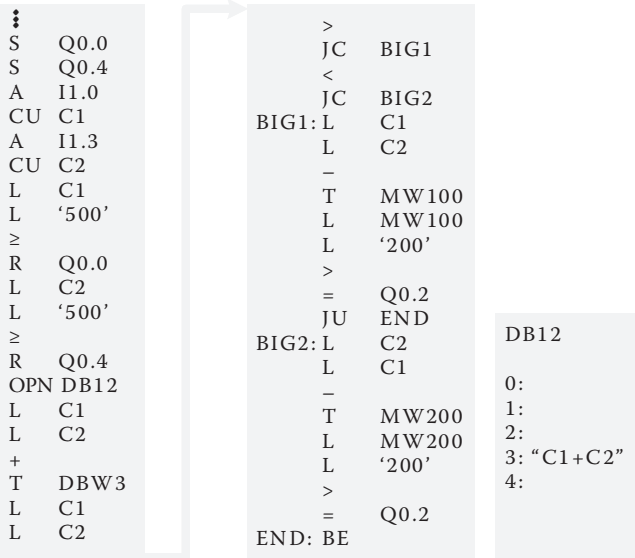 S Q0.0
S Q0.4
A I1.0
CU C1
A I1.3
CU C2
L C1
L ‘500’
≥
R Q0.0
L C2
L ‘500’
≥
R Q0.4
OPN DB12
L C1
L C2
+
T DBW3
L C1
L C2
>
JC BIG1
<
JC BIG2
BIG1: L C1
L C2
–
T MW100
L MW100
L ‘200’
>
= Q0.2
JU END
BIG2: L C2
L C1
–
T MW200
L MW200
L ‘200’
>
= Q0.2
END: BE
DB12
0:
1:
2:
3: “C1+C2”
4: